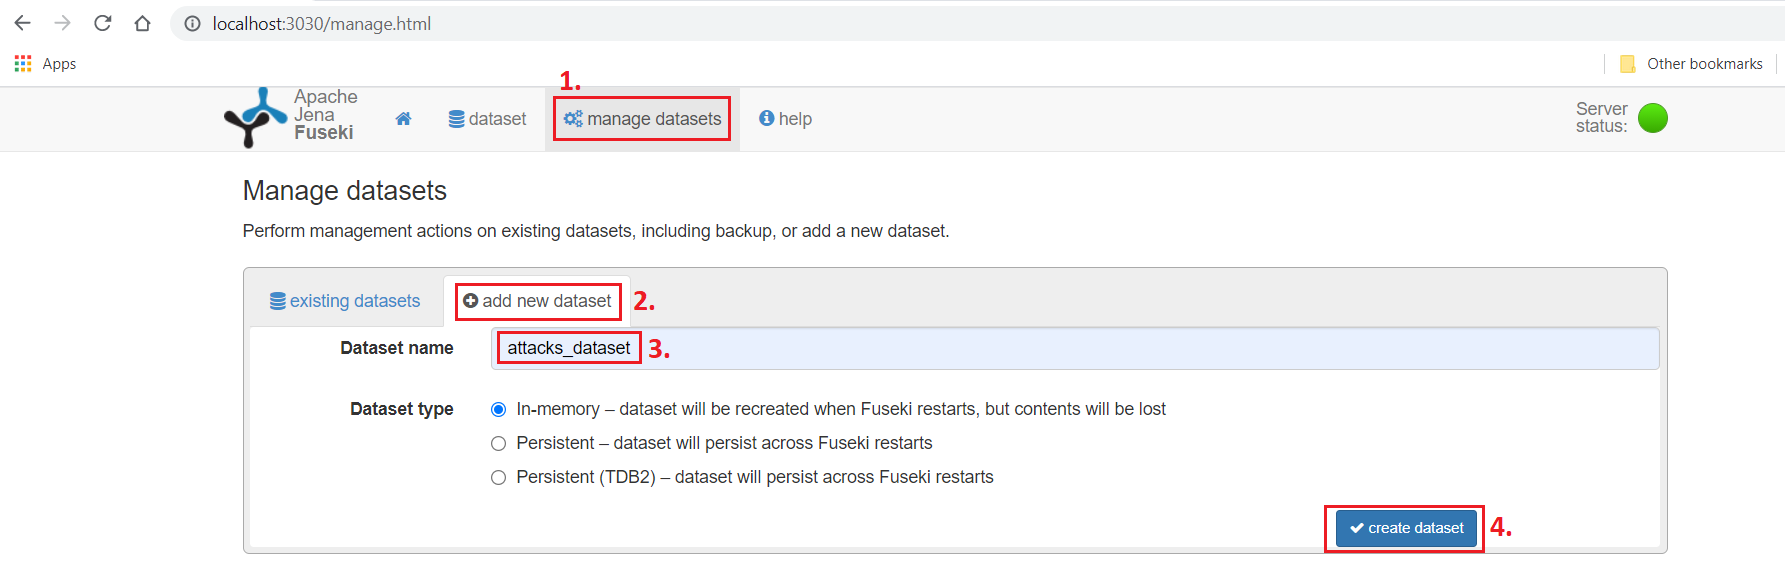 localhost:3030/manage.html
Apps
Other bookmarks
1.
Apache
Jena
Fuseki
dataset
manage datasets
help
Server
status:
Manage datasets
Perform management actions on existing datasets, including backup, or add a new dataset.
existing datasets
add new dataset
2.
Dataset name
attacks_dataset
3.
Dataset type
In-memory – dataset will be recreated when Fuseki restarts, but contents will be lost
Persistent – dataset will persist across Fuseki restarts
Persistent (TDB2) – dataset will persist across Fuseki restarts
create dataset
4.